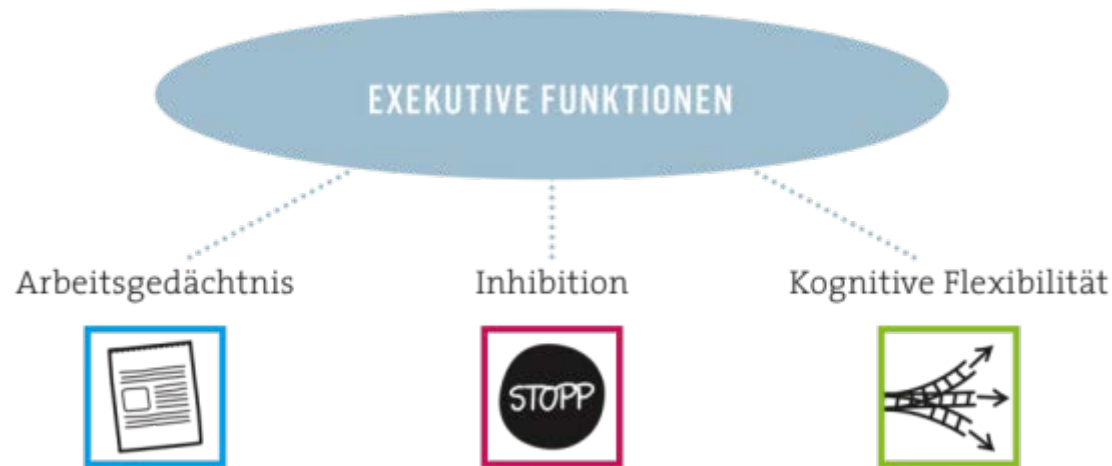 EXEKUTIVE FUNKTIONEN
Arbeitsgedächtnis
Inhibition
Kognitive Flexibilität
STOPP